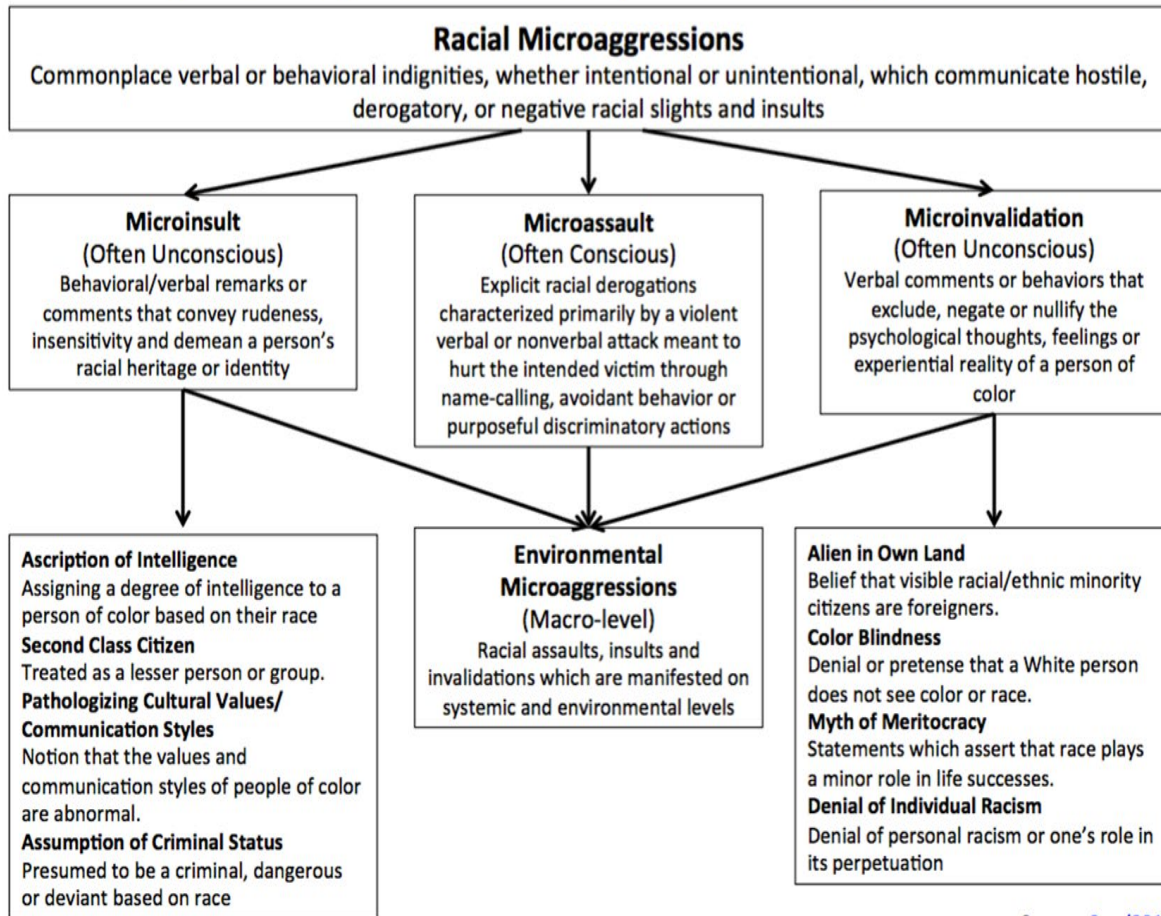 Racial Microaggressions
Commonplace verbal or behavioral indignities, whether intentional or unintentional, which communicate hostile,
derogatory, or negative racial slights and insults
Microinsult
(Often Unconscious)
Behavioral/verbal remarks or
comments that convey rudeness,
insensitivity and demean a person's
racial heritage or identity
Microassault
(Often Conscious)
Explicit racial derogations
characterized primarily by a violent
verbal or nonverbal attack meant to
hurt the intended victim through
name-calling, avoidant behavior or
purposeful discriminatory actions
Microinvalidation
(Often Unconscious)
Verbal comments or behaviors that
exclude, negate or nullify the
psychological thoughts, feelings or
experiential reality of a person of
color
Ascription of Intelligence
Assigning a degree of intelligence to a
person of color based on their race
Second Class Citizen
Treated as a lesser person or group.
Pathologizing Cultural Values/
Communication Styles
Notion that the values and
communication styles of people of color
are abnormal.
Assumption of Criminal Status
Presumed to be a criminal, dangerous
or deviant based on race
Environmental
Microaggressions
(Macro-level)
Racial assaults, insults and
invalidations which are manifested on
systemic and environmental levels
Alien in Own Land
Belief that visible racial/ethnic minority
citizens are foreigners.
Color Blindness
Denial or pretense that a White person
does not see color or race.
Myth of Meritocracy
Statements which assert that race plays
a minor role in life successes.
Denial of Individual Racism
Denial of personal racism or one's role in
its perpetuation